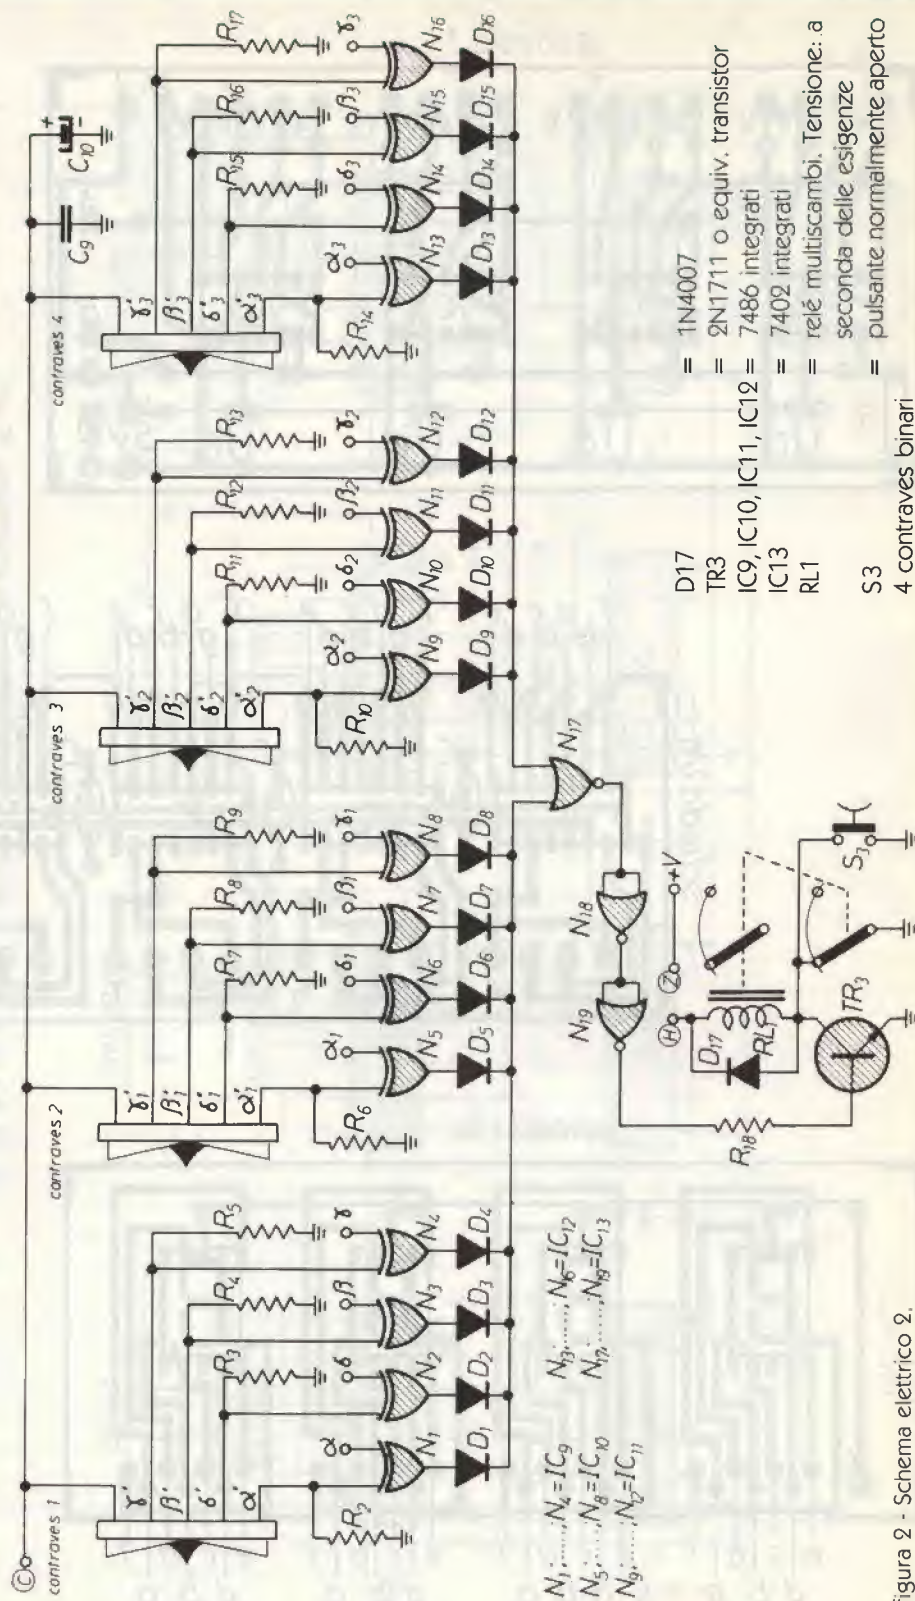 C
contraves 1
contraves 2
contraves 3
contraves 4
C9
C10
+
-
γ'
β'
δ'
α'
γ'1
β'1
δ'1
α'1
γ'2
β'2
δ'2
α'2
γ'3
β'3
δ'3
α'3
R2
R3
R4
R5
R6
R7
R8
R9
R10
R11
R12
R13
R14
R15
R16
R17
α
δ
β
γ
α1
δ1
β1
γ1
α2
δ2
β2
γ2
α3
δ3
β3
γ3
N1
N2
N3
N4
N5
N6
N7
N8
N9
N10
N11
N12
N13
N14
N15
N16
D1
D2
D3
D4
D5
D6
D7
D8
D9
D10
D11
D12
D13
D14
D15
D16
N17
N18
N19
R18
H
Z
+V
D17
RL1
TR3
S3
N1;......;N4=IC9
N5;......;N8=IC10
N9;......;N12=IC11
N13;......;N16=IC12
N17;......;N19=IC13
D17 = 1N4007
TR3 = 2N1711 o equiv. transistor
IC9, IC10, IC11, IC12 = 7486 integrati
IC13 = 7402 integrati
RL1 = relé multiscambi. Tensione: a
seconda delle esigenze
S3 = pulsante normalmente aperto
4 contraves binari
figura 2 - Schema elettrico 2.